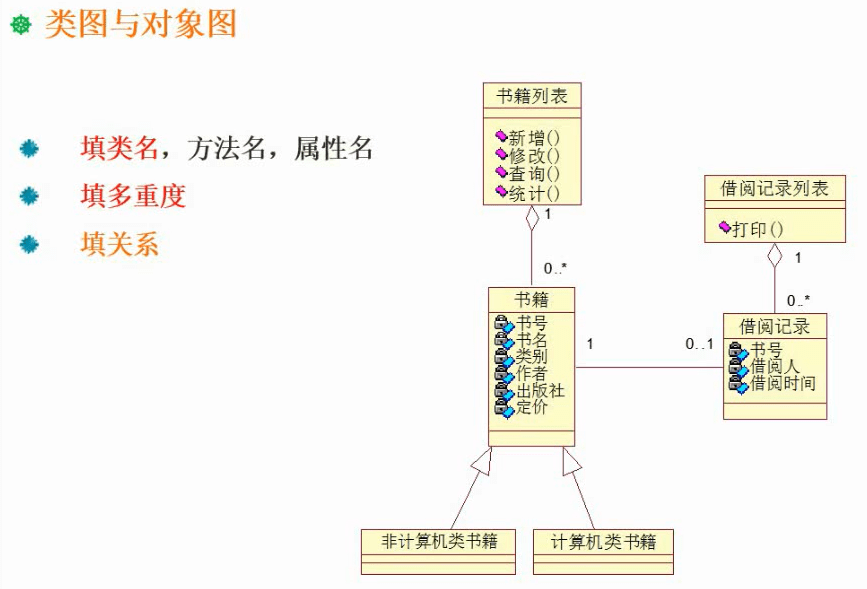 类图与对象图
填类名，方法名，属性名
填多重度
填关系
书籍列表
新增()
修改()
查询()
统计()
1
0..*
借阅记录列表
打印()
1
0..*
书籍
书号
书名
类别
作者
出版社
定价
1
0..1
借阅记录
书号
借阅人
借阅时间
非计算机类书籍
计算机类书籍